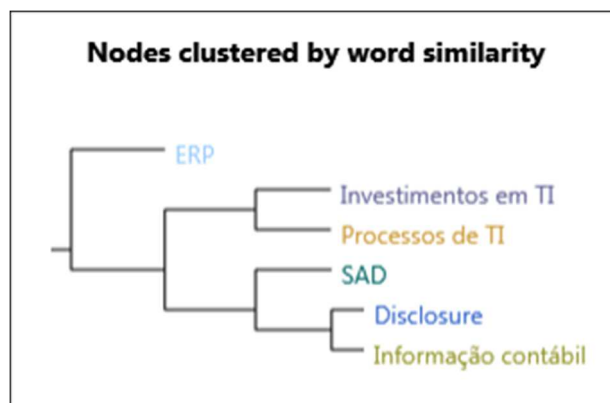 Nodes clustered by word similarity
ERP
Investimentos em TI
Processos de TI
SAD
Disclosure
Informação contábil